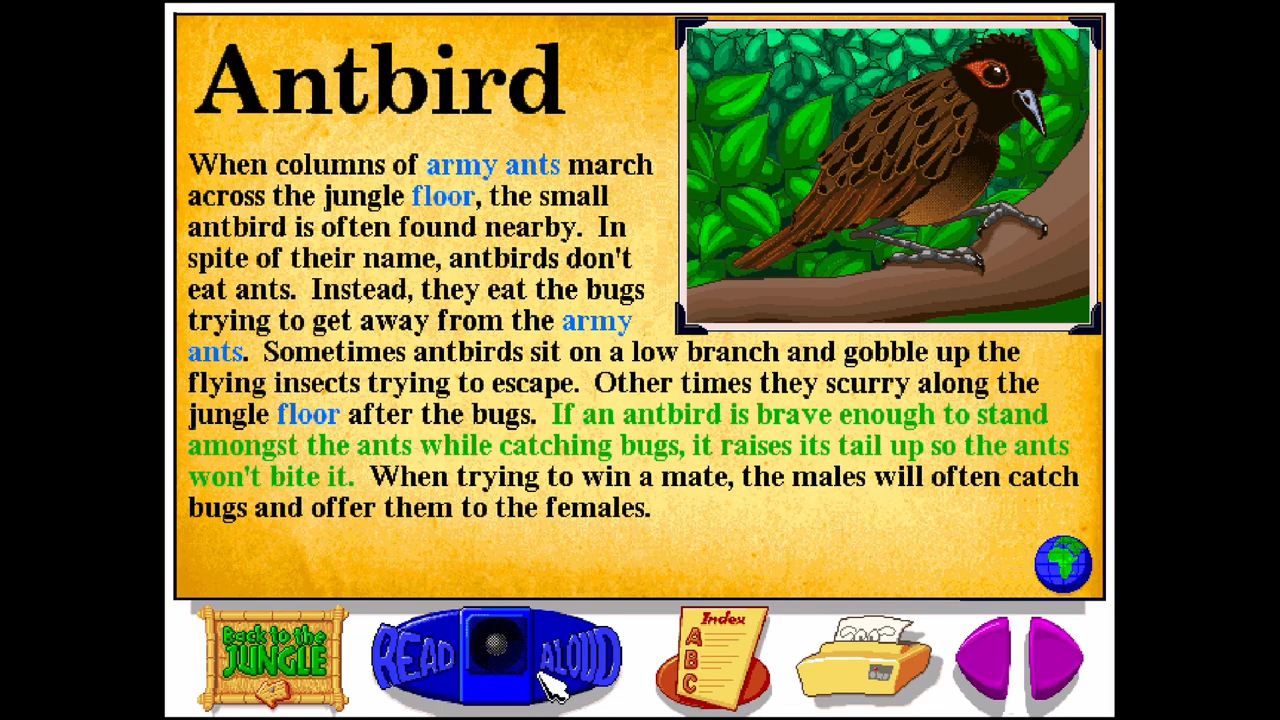 Antbird
When columns of army ants march
across the jungle floor, the small
antbird is often found nearby.  In
spite of their name, antbirds don't
eat ants.  Instead, they eat the bugs
trying to get away from the army
ants.  Sometimes antbirds sit on a low branch and gobble up the
flying insects trying to escape.  Other times they scurry along the
jungle floor after the bugs.  If an antbird is brave enough to stand
amongst the ants while catching bugs, it raises its tail up so the ants
won't bite it.  When trying to win a mate, the males will often catch
bugs and offer them to the females.
Back to the
JUNGLE
READ ALOUD
Index
A
B
C